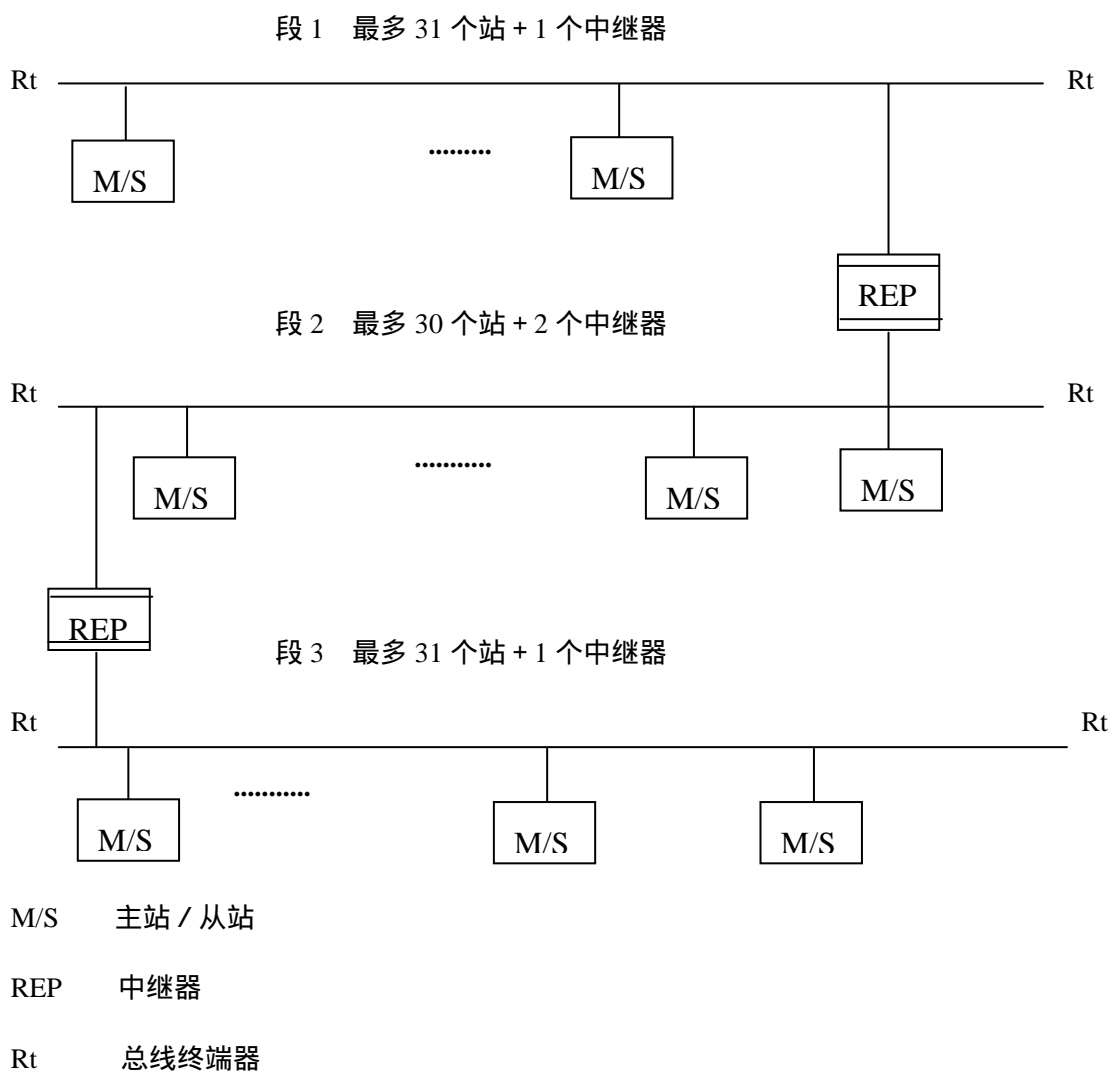 段 1 最多 31 个站 + 1 个中继器
Rt Rt
M/S ......... M/S
REP
段 2 最多 30 个站 + 2 个中继器
Rt Rt
M/S ........... M/S M/S
REP
段 3 最多 31 个站 + 1 个中继器
Rt Rt
........... 
M/S M/S M/S
M/S 主站 / 从站
REP 中继器
Rt 总线终端器